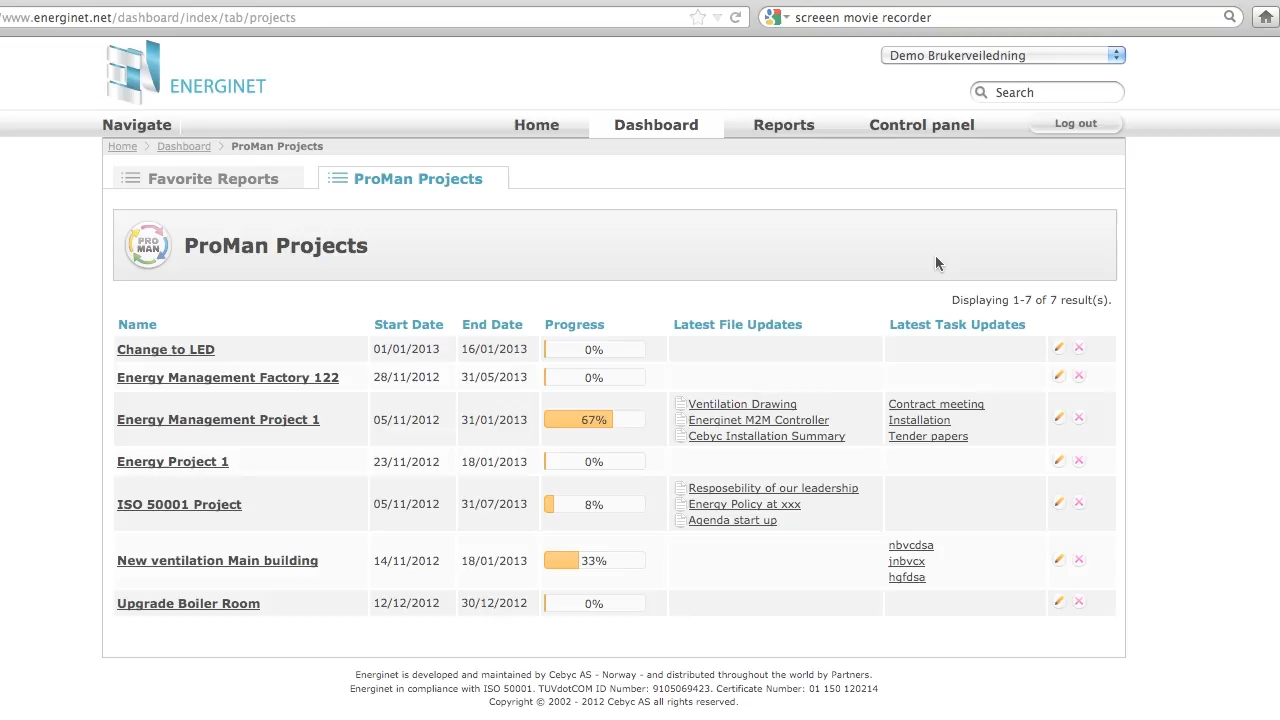 www.energinet.net/dashboard/index/tab/projects
screeen movie recorder
ENERGINET
Demo Brukerveiledning
Search
Navigate
Home Dashboard Reports Control panel Log out
Home > Dashboard > ProMan Projects
Favorite Reports ProMan Projects
PRO
MAN
ProMan Projects
Displaying 1-7 of 7 result(s).
Name Start Date End Date Progress Latest File Updates Latest Task Updates
Change to LED 01/01/2013 16/01/2013 0%
Energy Management Factory 122 28/11/2012 31/05/2013 0%
Energy Management Project 1 05/11/2012 31/01/2013 67%
Ventilation Drawing
Energinet M2M Controller
Cebyc Installation Summary
Contract meeting
Installation
Tender papers
Energy Project 1 23/11/2012 18/01/2013 0%
ISO 50001 Project 05/11/2012 31/07/2013 8%
Resposebility of our leadership
Energy Policy at xxx
Agenda start up
New ventilation Main building 14/11/2012 18/01/2013 33%
nbvcdsa
jnbvcx
hgfdsa
Upgrade Boiler Room 12/12/2012 30/12/2012 0%
Energinet is developed and maintained by Cebyc AS - Norway - and distributed throughout the world by Partners.
Energinet in compliance with ISO 50001. TUVdotCOM ID Number: 9105069423. Certificate Number: 01 150 120214
Copyright © 2002 - 2012 Cebyc AS all rights reserved.